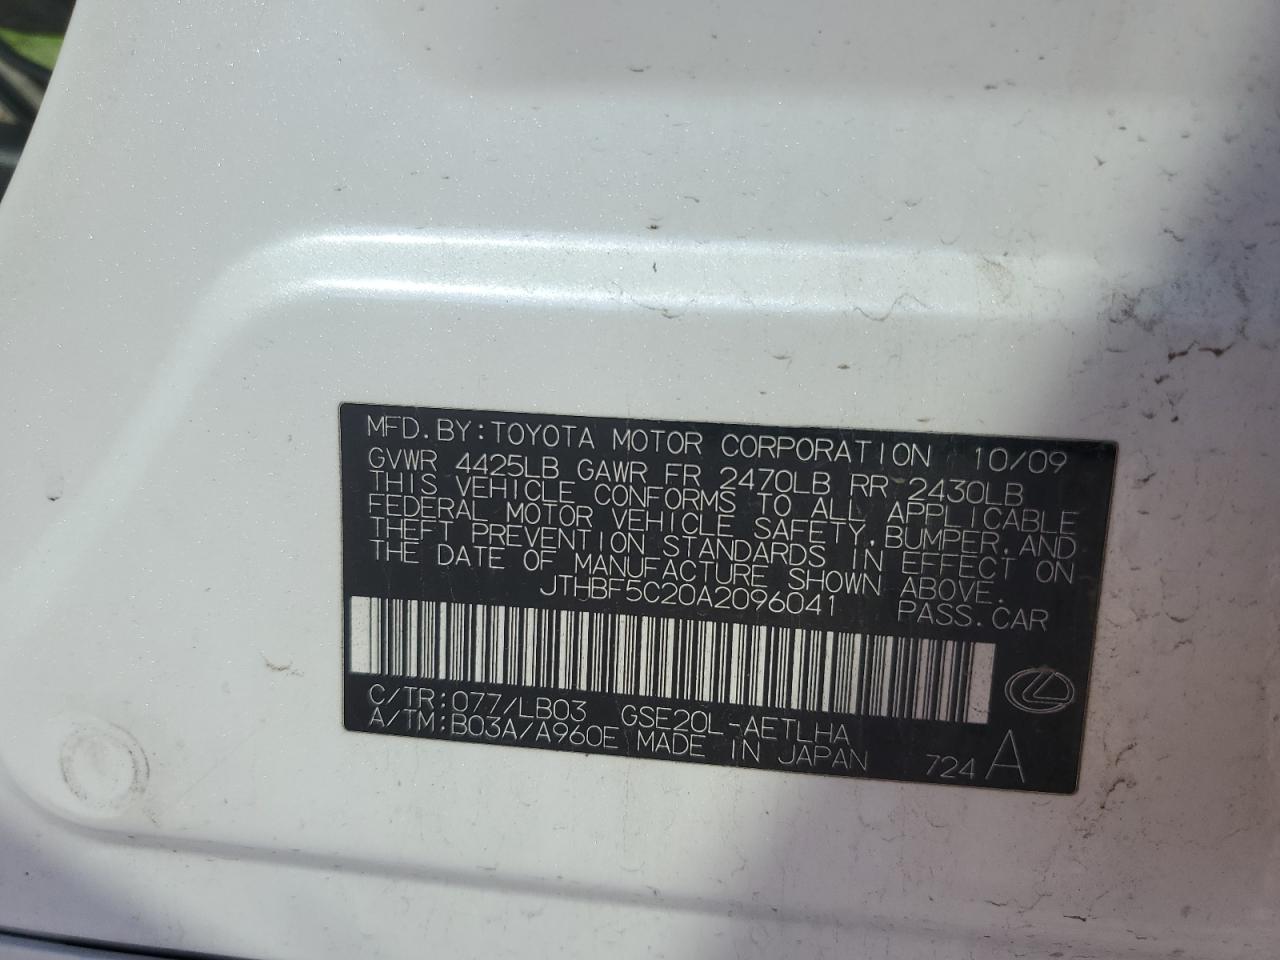 MFD.BY:TOYOTA MOTOR CORPORATION 10/09
GVWR 4425LB GAWR FR 2470LB RR 2430LB
THIS VEHICLE CONFORMS TO ALL APPLICABLE
FEDERAL MOTOR VEHICLE SAFETY,BUMPER,AND
THEFT PREVENTION STANDARDS IN EFFECT ON
THE DATE OF MANUFACTURE SHOWN ABOVE.
JTHBF5C20A2096041 PASS.CAR
C/TR:077/LB03 GSE20L-AETLHA
A/TM:B03A/A960E MADE IN JAPAN 724 A